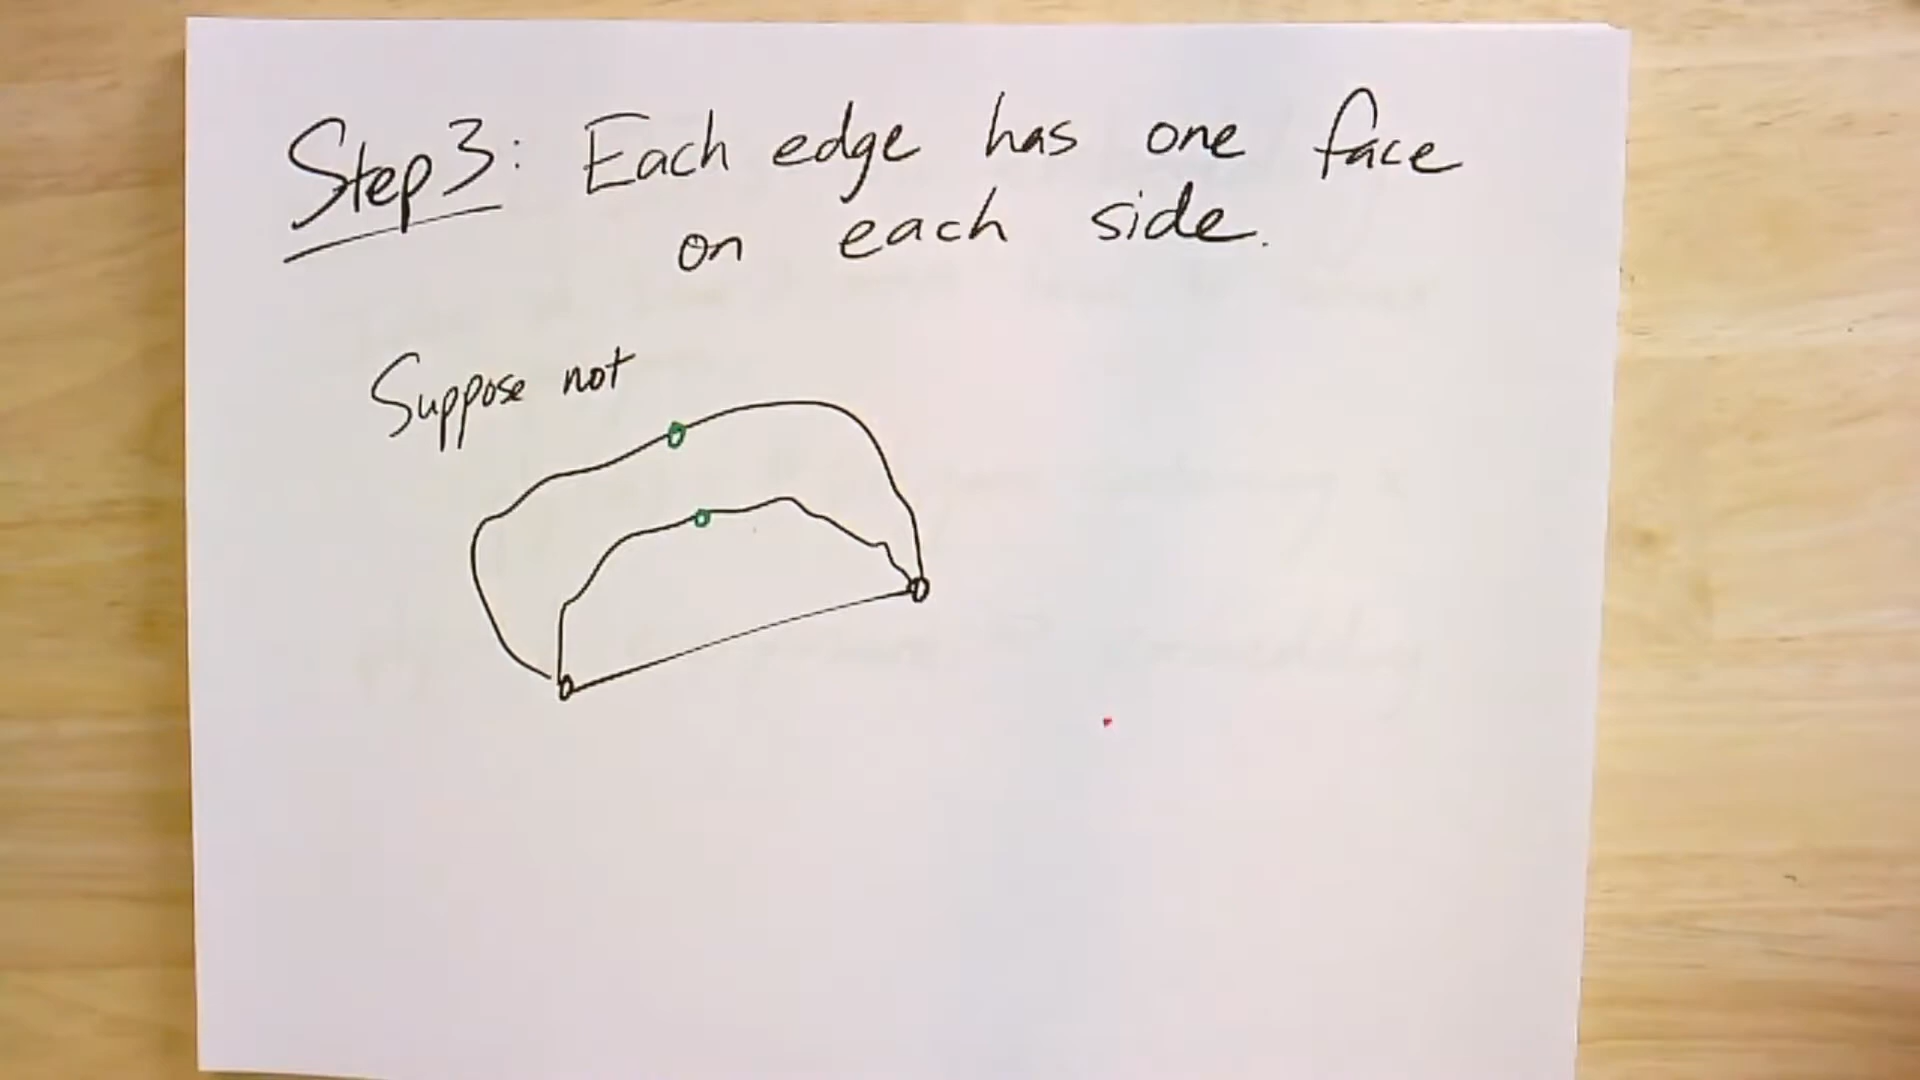 Step 3: Each edge has one face
on each side.
Suppose not